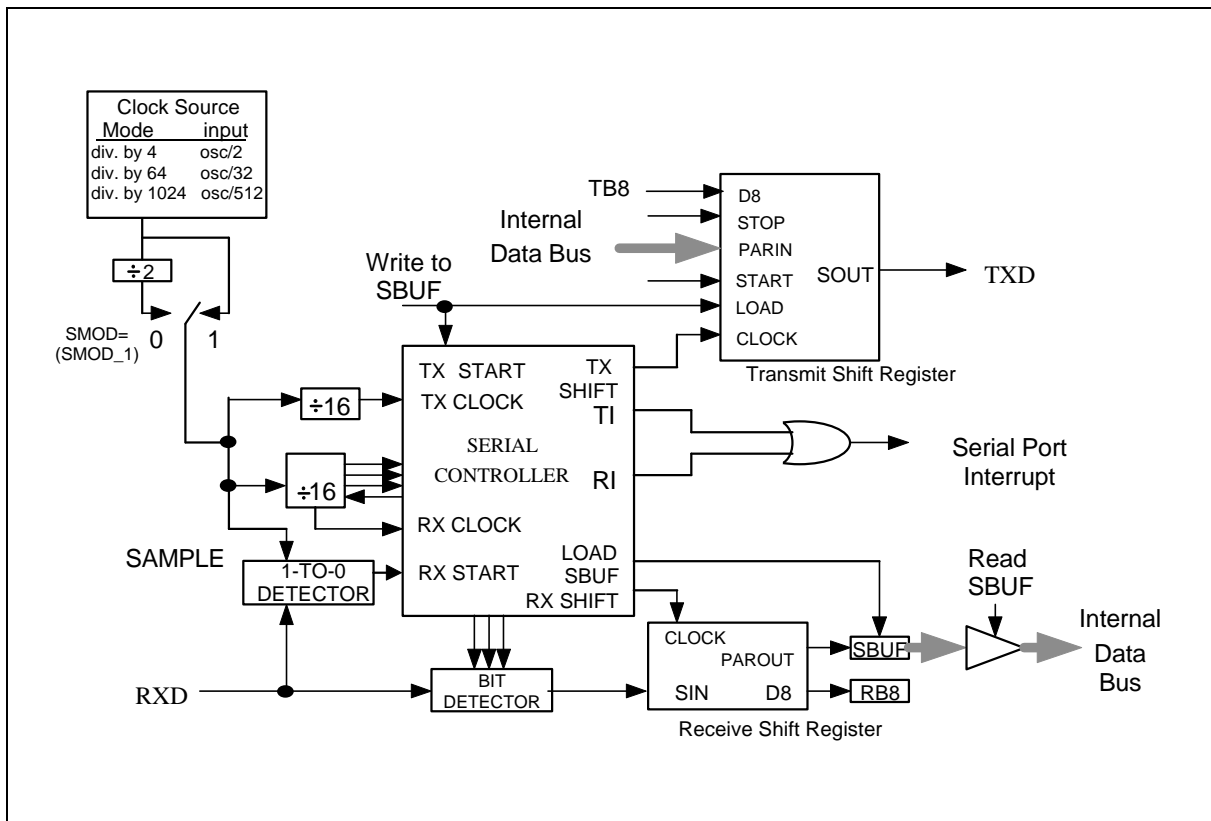 Clock Source
Mode input
div. by 4 osc/2
div. by 64 osc/32
div. by 1024 osc/512
÷2
SMOD=
(SMOD_1)
0
1
Write to
SBUF
TB8
Internal
Data Bus
D8
STOP
PARIN
START
LOAD
CLOCK
SOUT
TXD
Transmit Shift Register
÷16
÷16
TX START
TX CLOCK
SERIAL
CONTROLLER
RX CLOCK
RX START
TX
SHIFT
TI
RI
LOAD
SBUF
RX SHIFT
Serial Port
Interrupt
SAMPLE
1-TO-0
DETECTOR
RXD
BIT
DETECTOR
CLOCK
PAROUT
SIN
D8
Receive Shift Register
SBUF
RB8
Read
SBUF
Internal
Data
Bus